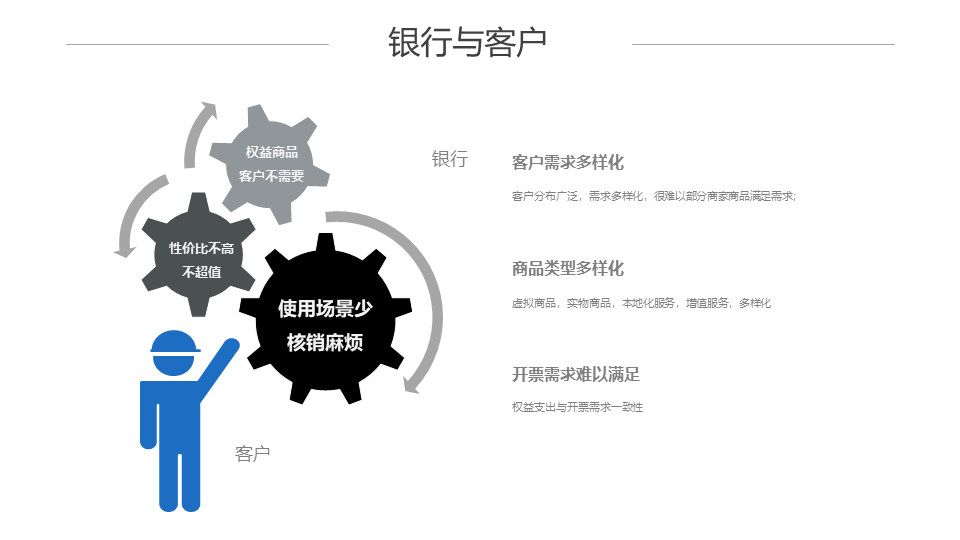 银行与客户
权益商品
客户不需要
性价比不高
不超值
使用场景少
核销麻烦
客户
银行
客户需求多样化
客户分布广泛，需求多样化，很难以部分商家商品满足需求;
商品类型多样化
虚拟商品，实物商品，本地化服务，增值服务，多样化
开票需求难以满足
权益支出与开票需求一致性